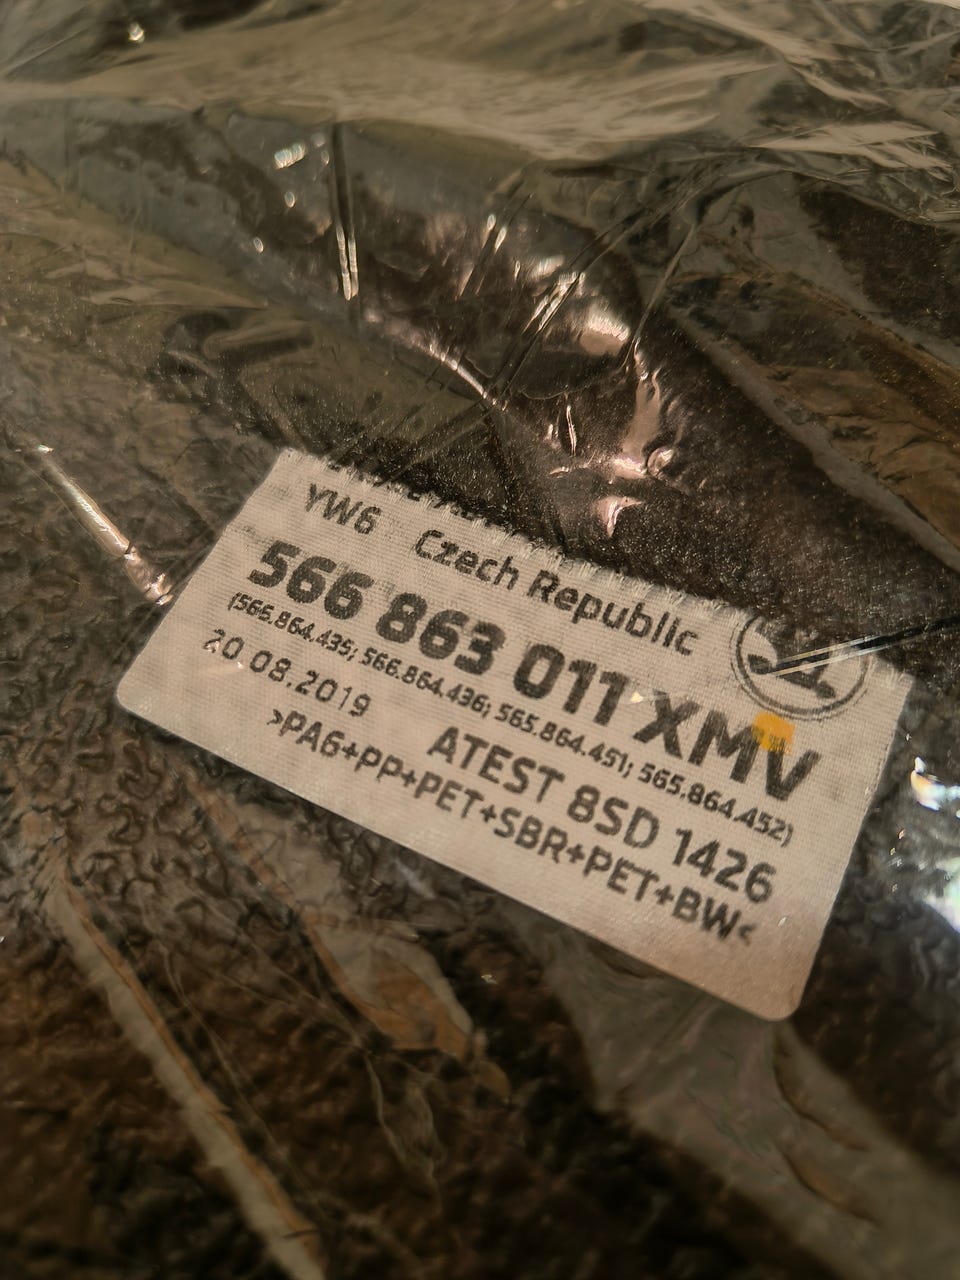 YW6 Czech Republic
566 863 011 XMV
(566.864.435; 566.864.436; 565.864.451; 565.864.452)
20 08.2019 ATEST 8SD 1426
>PA6+PP+PET+SBR+PET+BW<